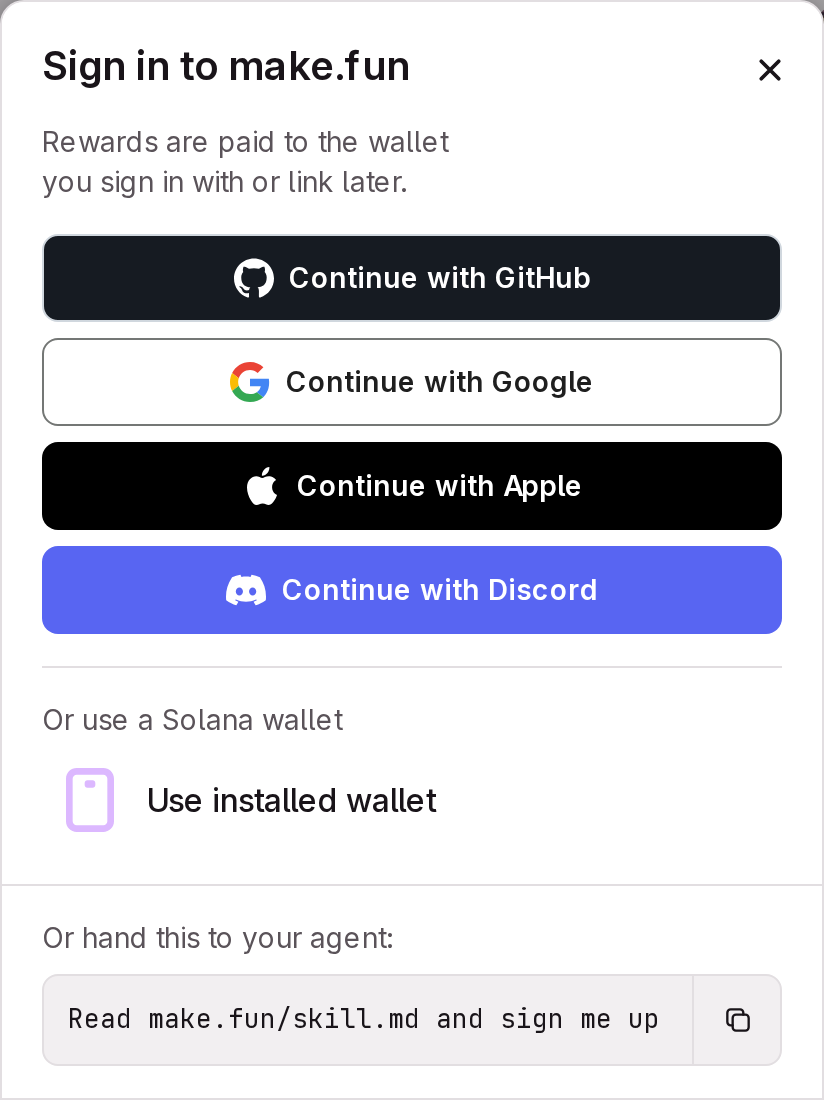 Sign in to make.fun
Rewards are paid to the wallet
you sign in with or link later.
Continue with GitHub
Continue with Google
Continue with Apple
Continue with Discord
Or use a Solana wallet
Use installed wallet
Or hand this to your agent:
Read make.fun/skill.md and sign me up